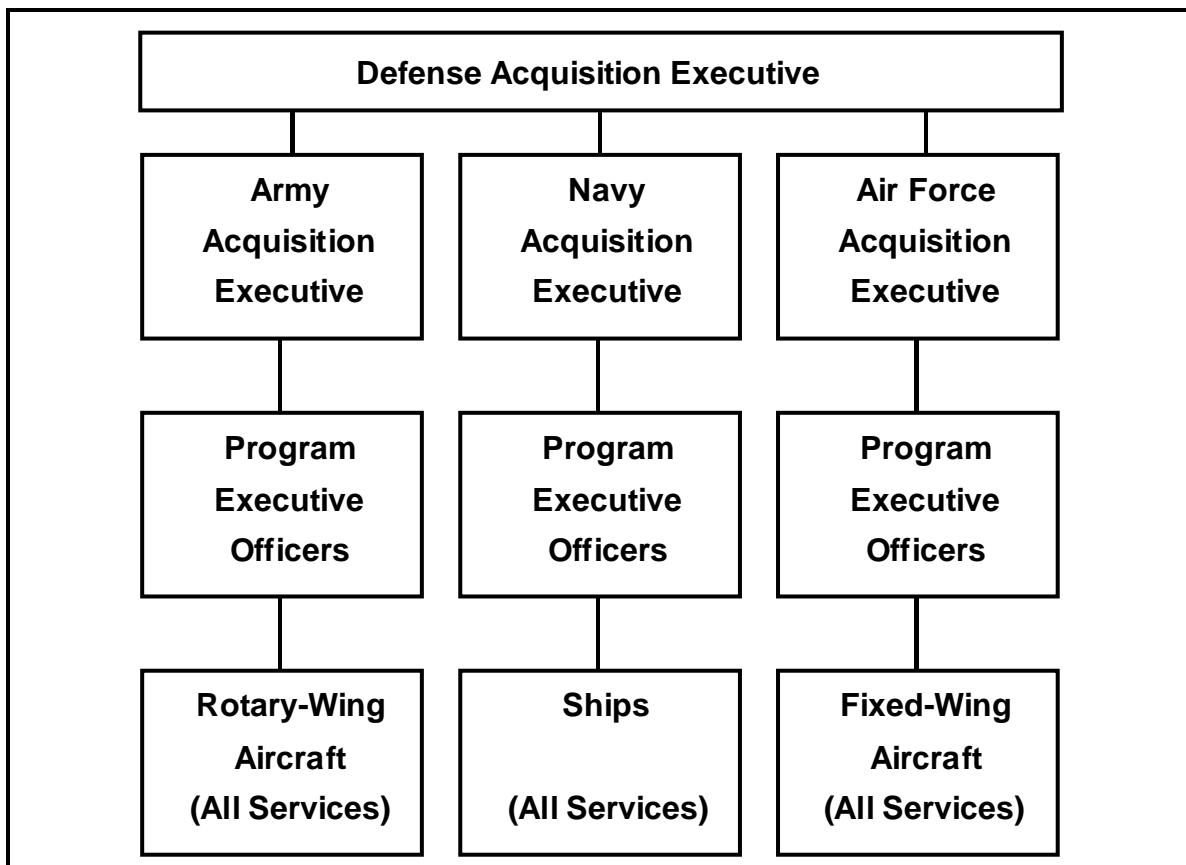 Defense Acquisition Executive
Army
Acquisition
Executive
Navy
Acquisition
Executive
Air Force
Acquisition
Executive
Program
Executive
Officers
Program
Executive
Officers
Program
Executive
Officers
Rotary-Wing
Aircraft
(All Services)
Ships
(All Services)
Fixed-Wing
Aircraft
(All Services)